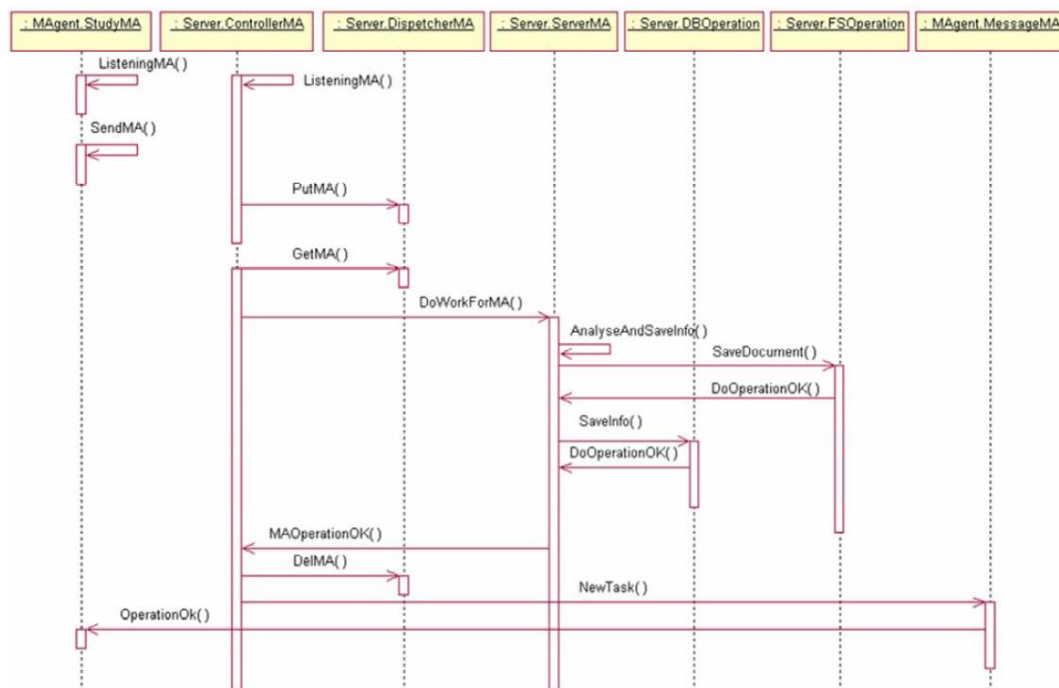 : MAgent.StudyMA
: Server.ControllerMA
: Server.DispetcherMA
: Server.ServerMA
: Server.DBOperation
: Server.FSOperation
: MAgent.MessageMA
ListeningMA( )
ListeningMA( )
SendMA( )
PutMA( )
GetMA( )
DoWorkForMA( )
AnalyseAndSaveInfo( )
SaveDocument( )
DoOperationOK( )
SaveInfo( )
DoOperationOK( )
MAOperationOK( )
DelMA( )
NewTask( )
OperationOk( )